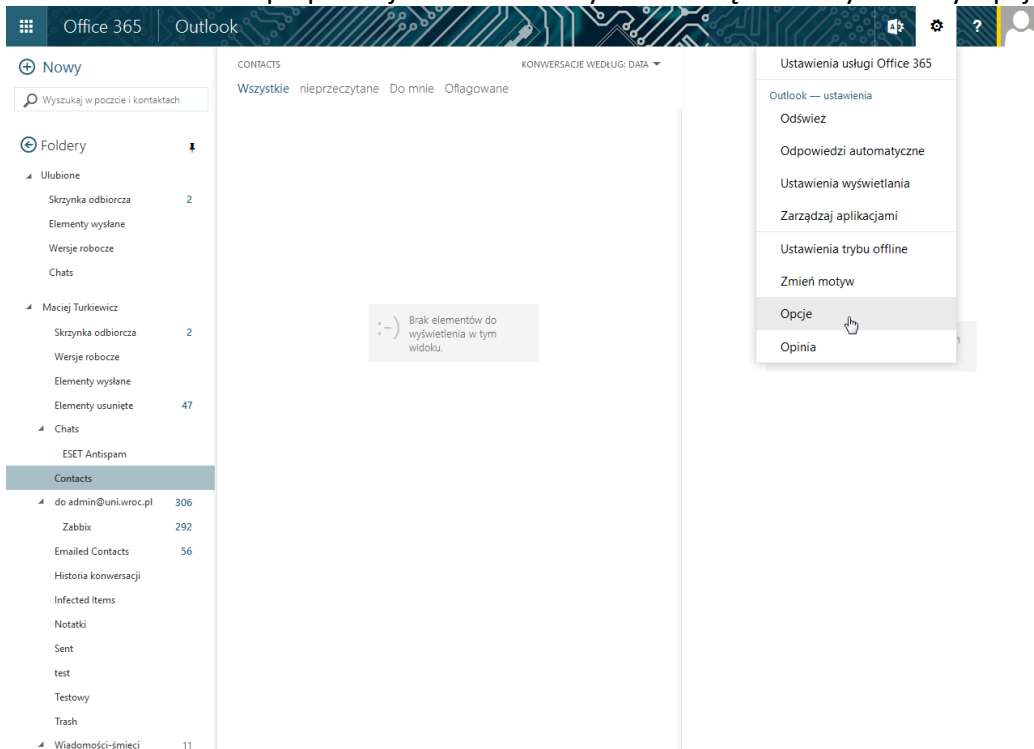 Office 365 Outlook ?
Nowy
Wyszukaj w poczcie i kontaktach
Foldery
Ulubione
Skrzynka odbiorcza 2
Elementy wysłane
Wersje robocze
Chats
Maciej Turkiewicz
Skrzynka odbiorcza 2
Wersje robocze
Elementy wysłane
Elementy usunięte 47
Chats
ESET Antispam
Contacts
do admin@uni.wroc.pl 306
Zabbix 292
Emailed Contacts 56
Historia konwersacji
Infected Items
Notatki
Sent
test
Testowy
Trash
Wiadomości-śmieci 11
CONTACTS KONWERSACJE WEDŁUG: DATA
Wszystkie nieprzeczytane Do mnie Oflagowane
:-) Brak elementów do
wyświetlenia w tym
widoku.
Ustawienia usługi Office 365
Outlook — ustawienia
Odśwież
Odpowiedzi automatyczne
Ustawienia wyświetlania
Zarządzaj aplikacjami
Ustawienia trybu offline
Zmień motyw
Opcje
Opinia